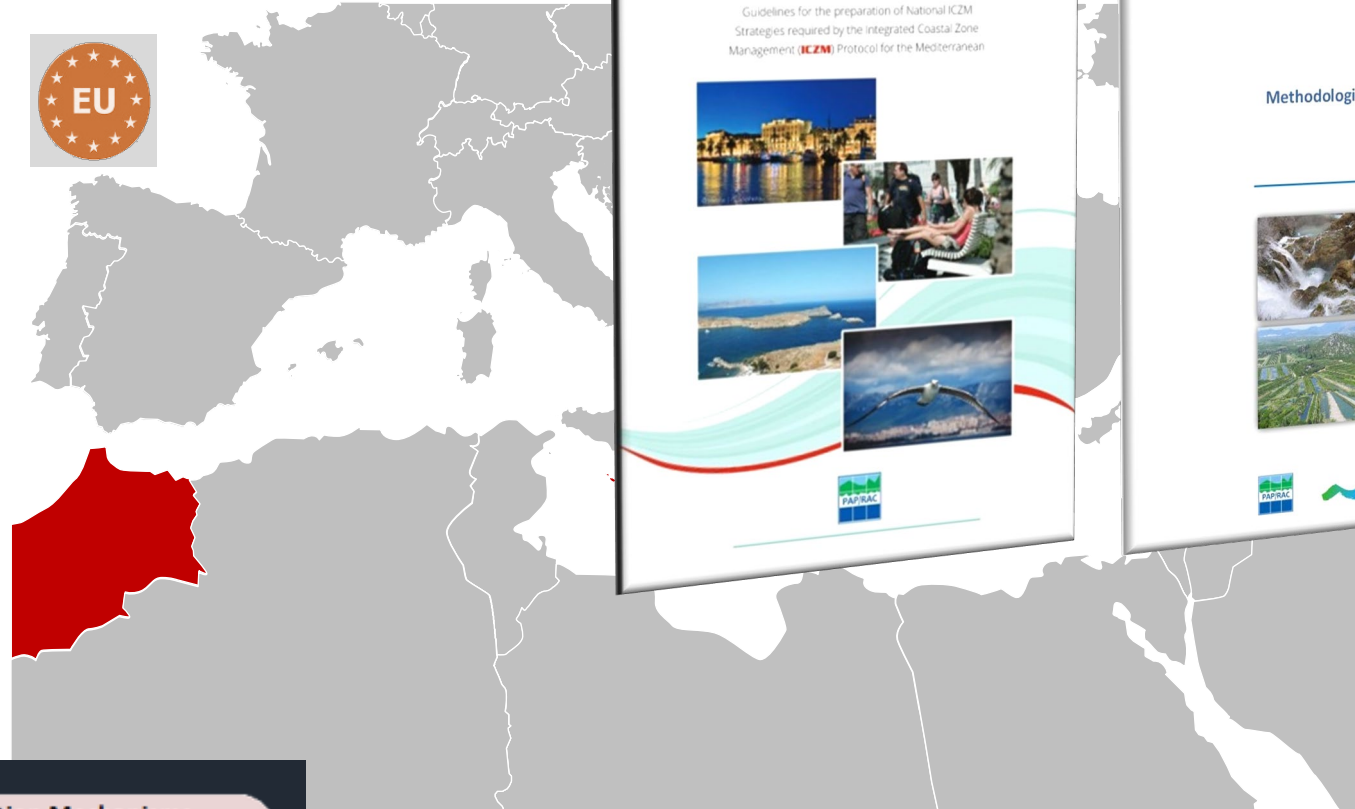 EU
Guidelines for the preparation of National ICZM
Strategies required by the Integrated Coastal Zone
Management (ICZM) Protocol for the Mediterranean
PAP/RAC
Methodologi
PAP/RAC